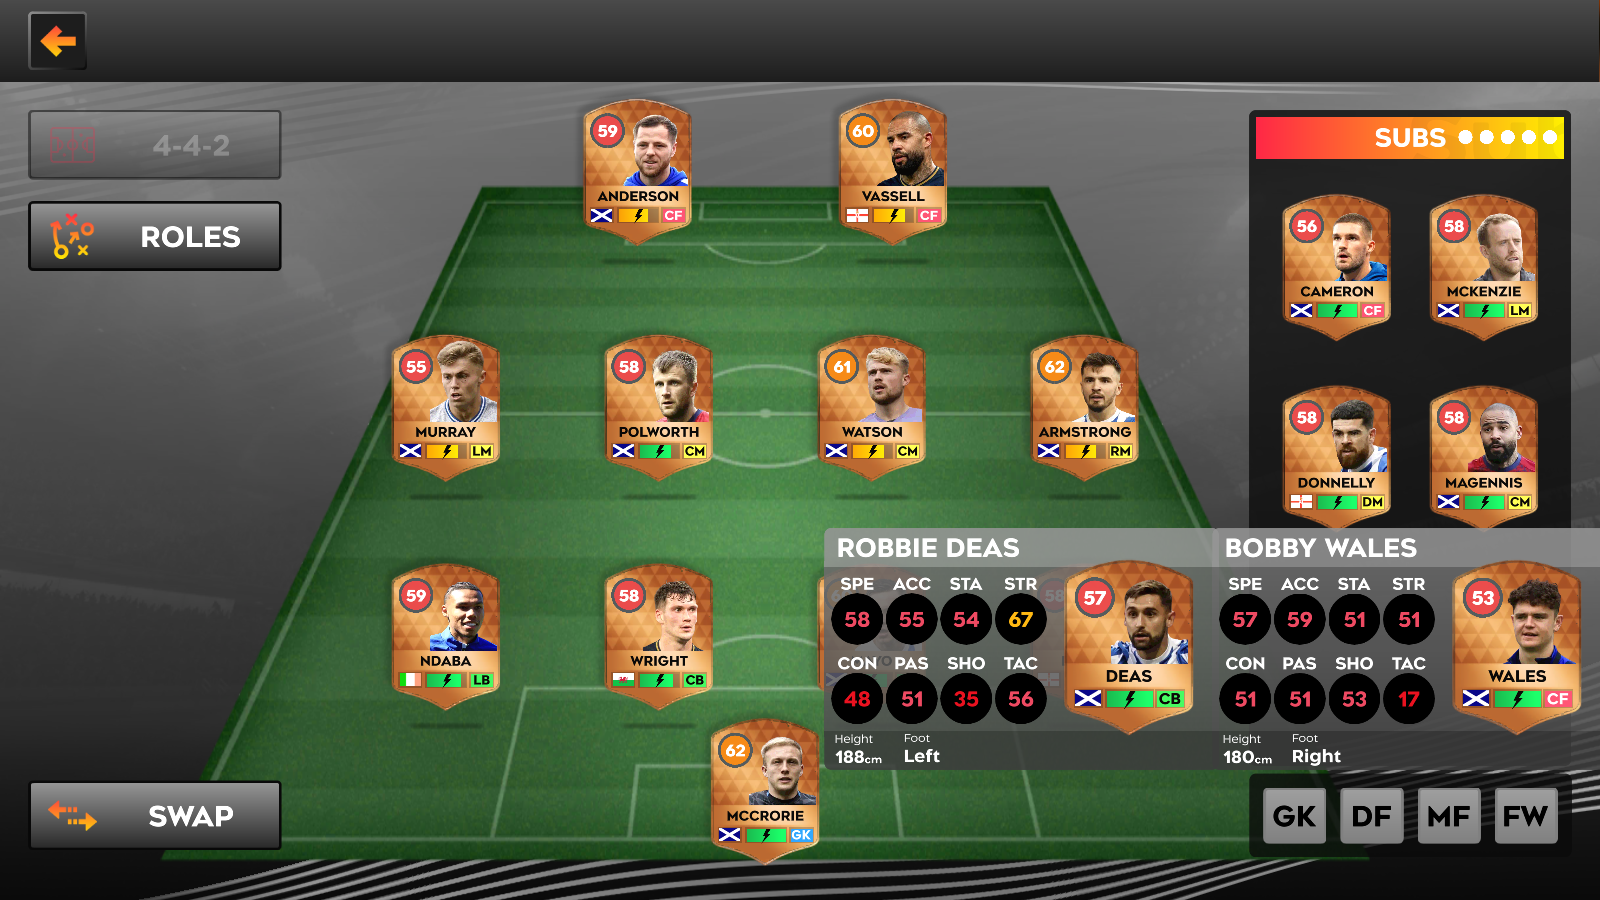 4-4-2
ROLES
SWAP
59
ANDERSON
CF
60
VASSELL
CF
55
MURRAY
LM
58
POLWORTH
CM
61
WATSON
CM
62
ARMSTRONG
RM
59
NDABA
LB
58
WRIGHT
CB
62
MCCRORIE
GK
SUBS
56
CAMERON
CF
58
MCKENZIE
LM
58
DONNELLY
DM
58
MAGENNIS
CM
ROBBIE DEAS
SPE ACC STA STR
58 55 54 67
CON PAS SHO TAC
48 51 35 56
Height Foot
188cm Left
57
DEAS
CB
BOBBY WALES
SPE ACC STA STR
57 59 51 51
CON PAS SHO TAC
51 51 53 17
Height Foot
180cm Right
53
WALES
CF
GK DF MF FW